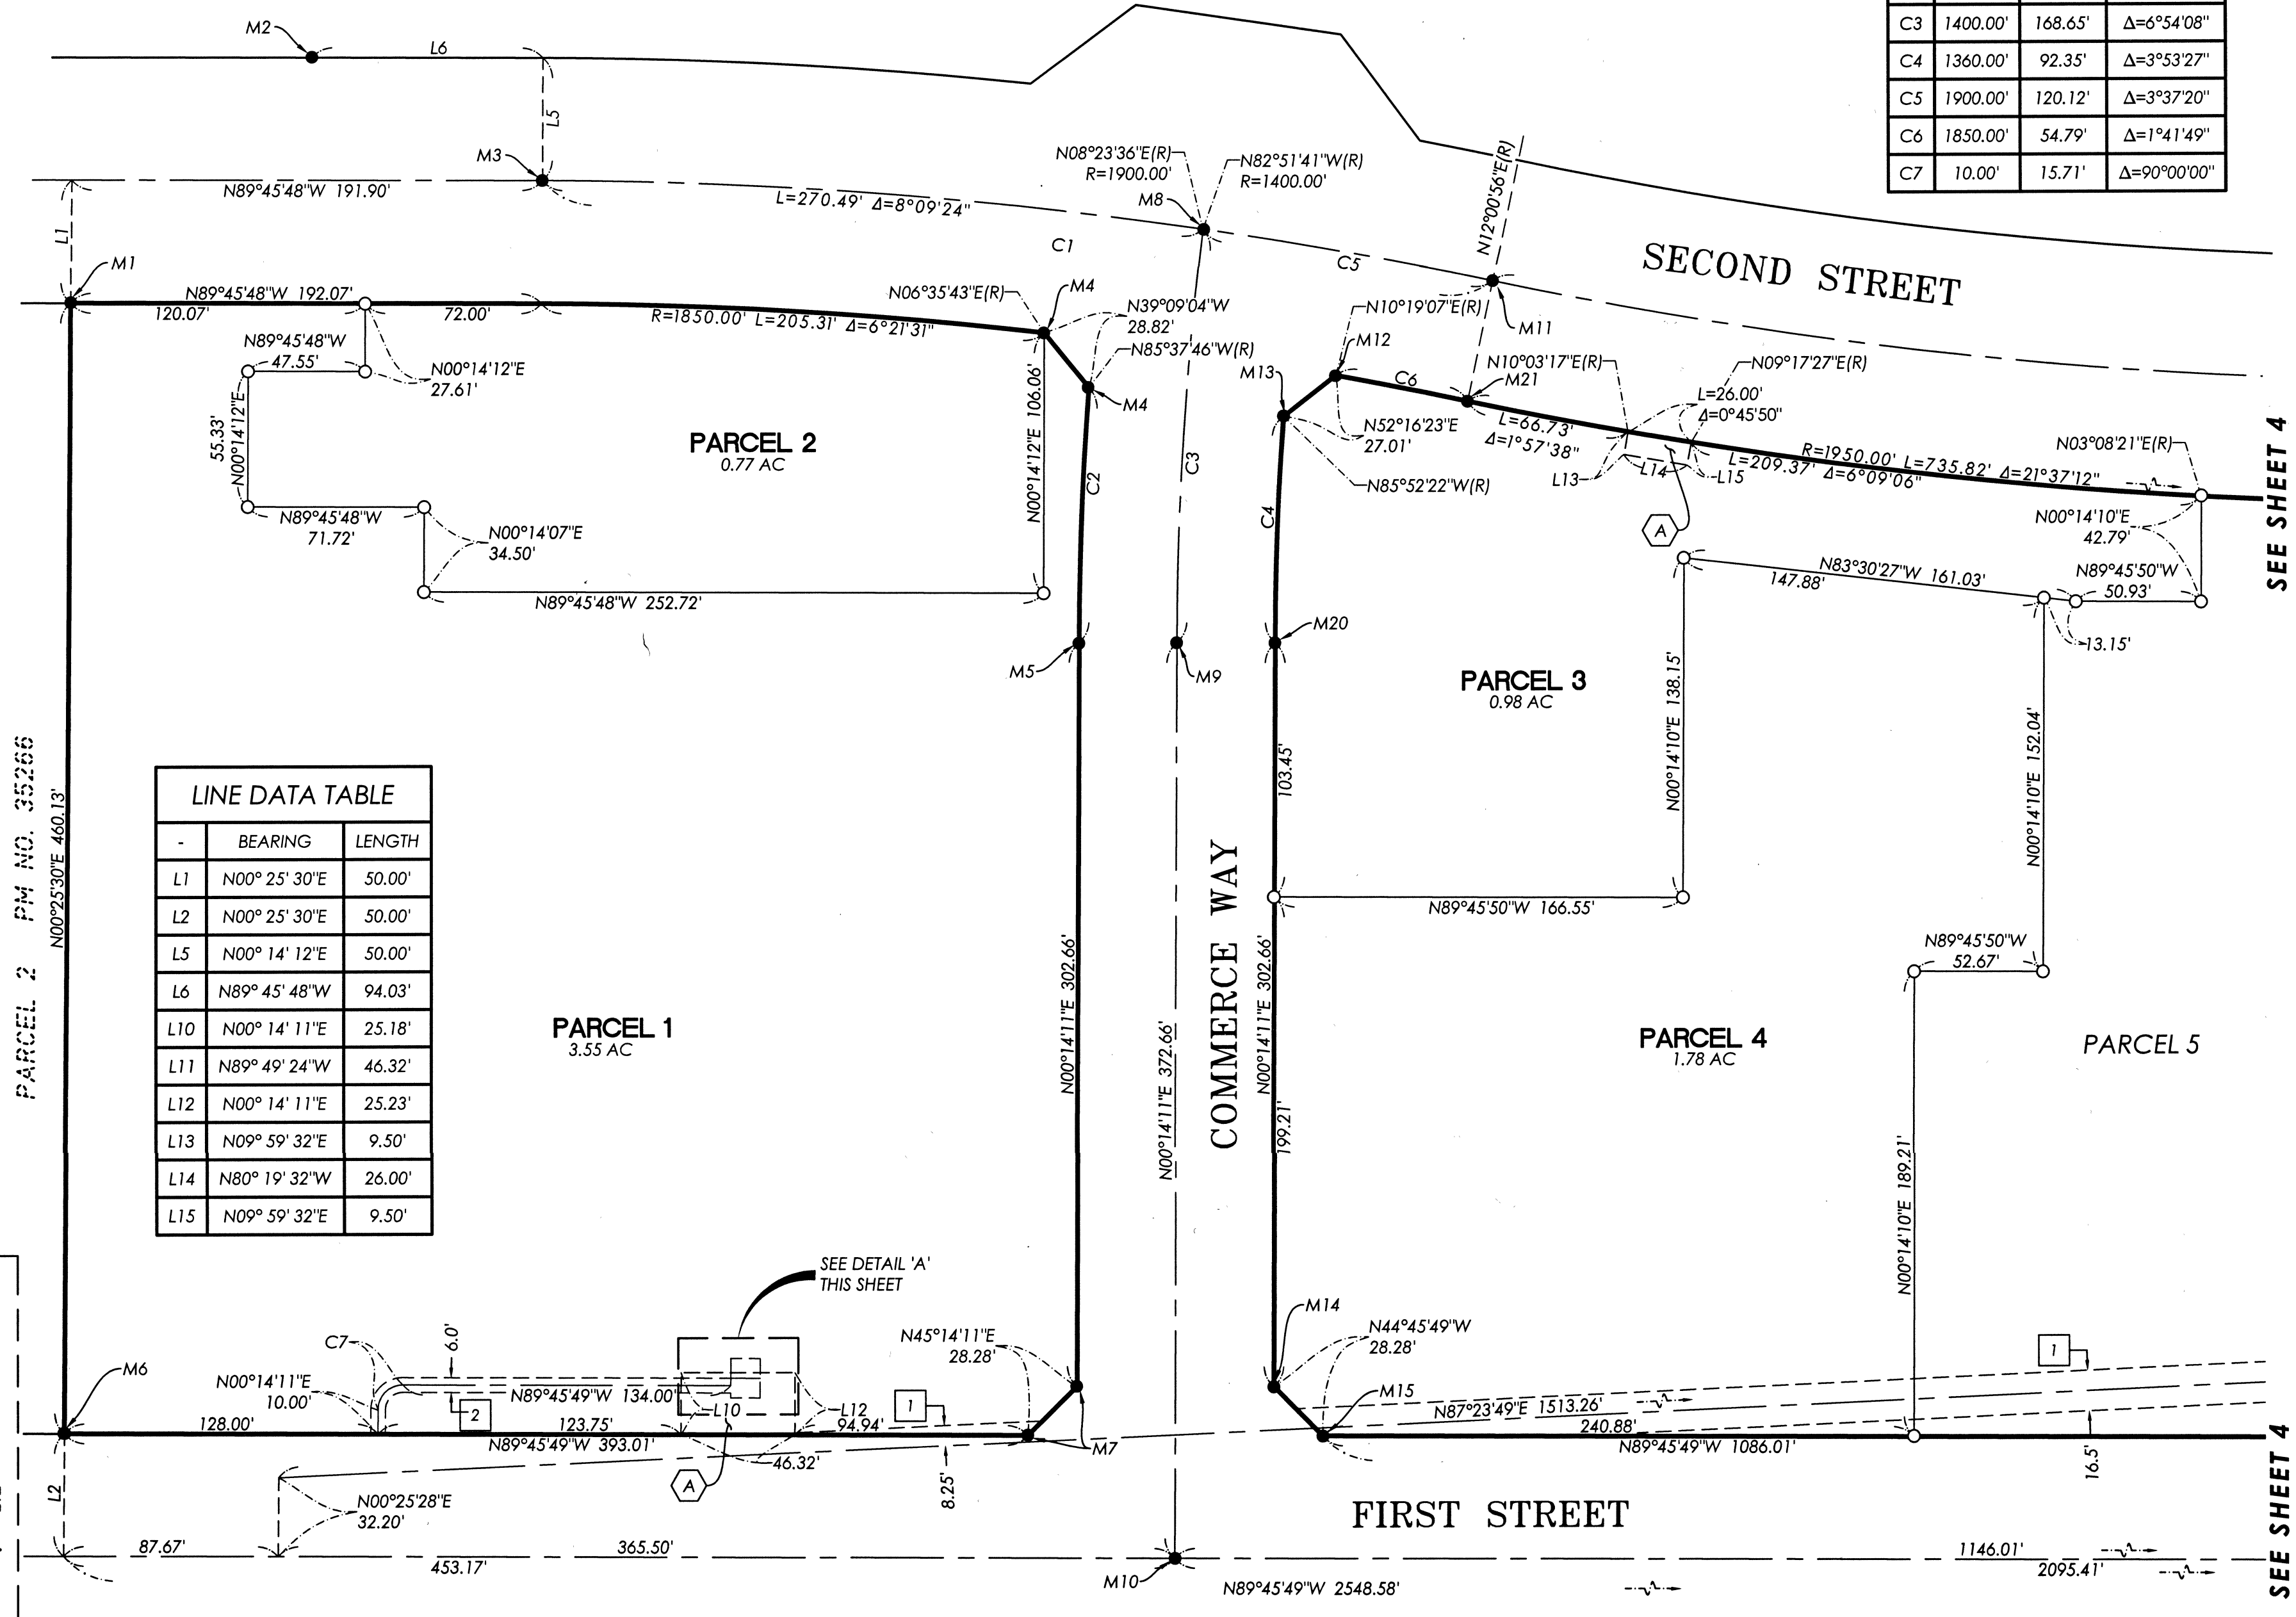 C3 1400.00' 168.65' Δ=6°54'08"
C4 1360.00' 92.35' Δ=3°53'27"
C5 1900.00' 120.12' Δ=3°37'20"
C6 1850.00' 54.79' Δ=1°41'49"
C7 10.00' 15.71' Δ=90°00'00"
M2
L6
L5
M3
N89°45'48"W 191.90'
L=270.49' Δ=8°09'24"
N08°23'36"E(R)
R=1900.00'
N82°51'41"W(R)
R=1400.00'
M8
N12°00'56"E(R)
C1
C5
SECOND STREET
L1
M1
N89°45'48"W 192.07'
120.07'
72.00'
R=1850.00' L=205.31' Δ=6°21'31"
N06°35'43"E(R)
M4
N39°09'04"W
28.82'
N85°37'46"W(R)
M4
N10°19'07"E(R)
M11
M12
M13
C6
M21
N10°03'17"E(R)
N09°17'27"E(R)
L=26.00'
Δ=0°45'50"
L=66.73'
Δ=1°57'38"
N52°16'23"E
27.01'
N85°52'22"W(R)
L13
L14
L15
R=1950.00' L=735.82' Δ=21°37'12"
L=209.37' Δ=6°09'06"
N03°08'21"E(R)
A
N00°14'10"E
42.79'
SEE SHEET 4
N89°45'48"W
47.55'
N00°14'12"E
27.61'
55.33'
N00°14'12"E
PARCEL 2
0.77 AC
N00°14'12"E 106.06'
C2
C3
C4
N89°45'48"W
71.72'
N00°14'07"E
34.50'
N89°45'48"W 252.72'
M5
M9
M20
N83°30'27"W 161.03'
147.88'
N89°45'50"W
50.93'
13.15'
PARCEL 3
0.98 AC
N00°14'10"E 138.15'
N00°14'10"E 152.04'
103.45'
N89°45'50"W 166.55'
N89°45'50"W
52.67'
PARCEL 2 PM NO. 35266
N00°25'30"E 460.13'
LINE DATA TABLE
- BEARING LENGTH
L1 N00° 25' 30"E 50.00'
L2 N00° 25' 30"E 50.00'
L5 N00° 14' 12"E 50.00'
L6 N89° 45' 48"W 94.03'
L10 N00° 14' 11"E 25.18'
L11 N89° 49' 24"W 46.32'
L12 N00° 14' 11"E 25.23'
L13 N09° 59' 32"E 9.50'
L14 N80° 19' 32"W 26.00'
L15 N09° 59' 32"E 9.50'
PARCEL 1
3.55 AC
N00°14'11"E 302.66'
N00°14'11"E 372.66'
COMMERCE WAY
N00°14'11"E 302.66'
199.21'
PARCEL 4
1.78 AC
PARCEL 5
N00°14'10"E 189.21'
SEE DETAIL 'A'
THIS SHEET
M6
C7
6.0'
N00°14'11"E
10.00'
N89°45'49"W 134.00'
2
L10
L12
1
N45°14'11"E
28.28'
M14
N44°45'49"W
28.28'
M15
1
128.00'
123.75'
94.94'
N89°45'49"W 393.01'
46.32'
M7
N87°23'49"E 1513.26'
240.88'
N89°45'49"W 1086.01'
16.5'
A
8.25'
L2
N00°25'28"E
32.20'
FIRST STREET
SEE SHEET 4
87.67'
365.50'
453.17'
M10
N89°45'49"W 2548.58'
1146.01'
2095.41'